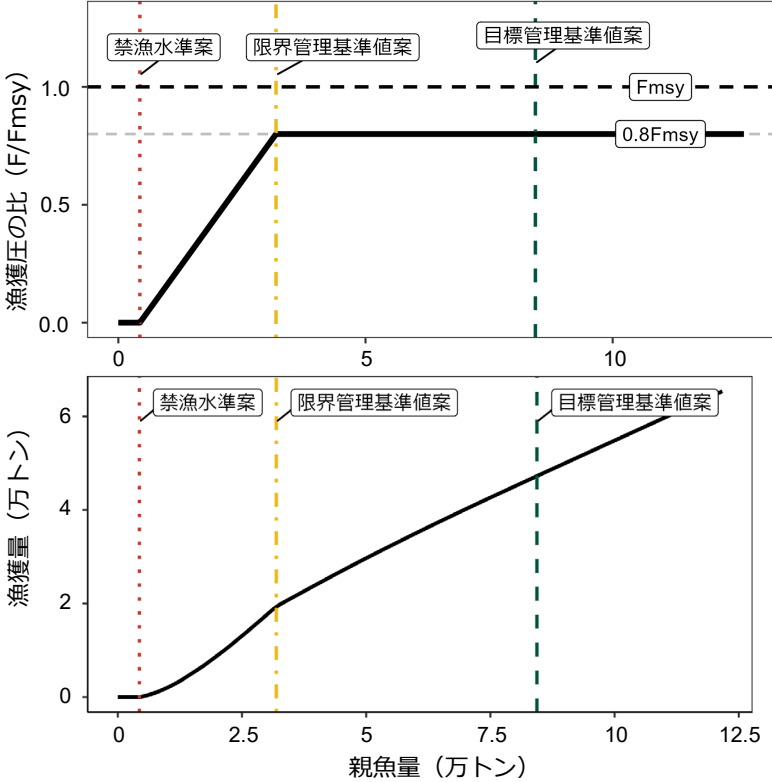 禁漁水準案
限界管理基準値案
目標管理基準値案
漁獲圧の比（F/Fmsy）
1.0
0.5
0.0
Fmsy
0.8Fmsy
0
5
10
禁漁水準案
限界管理基準値案
目標管理基準値案
漁獲量（万トン）
6
4
2
0
0
2.5
5
7.5
10
12.5
親魚量（万トン）